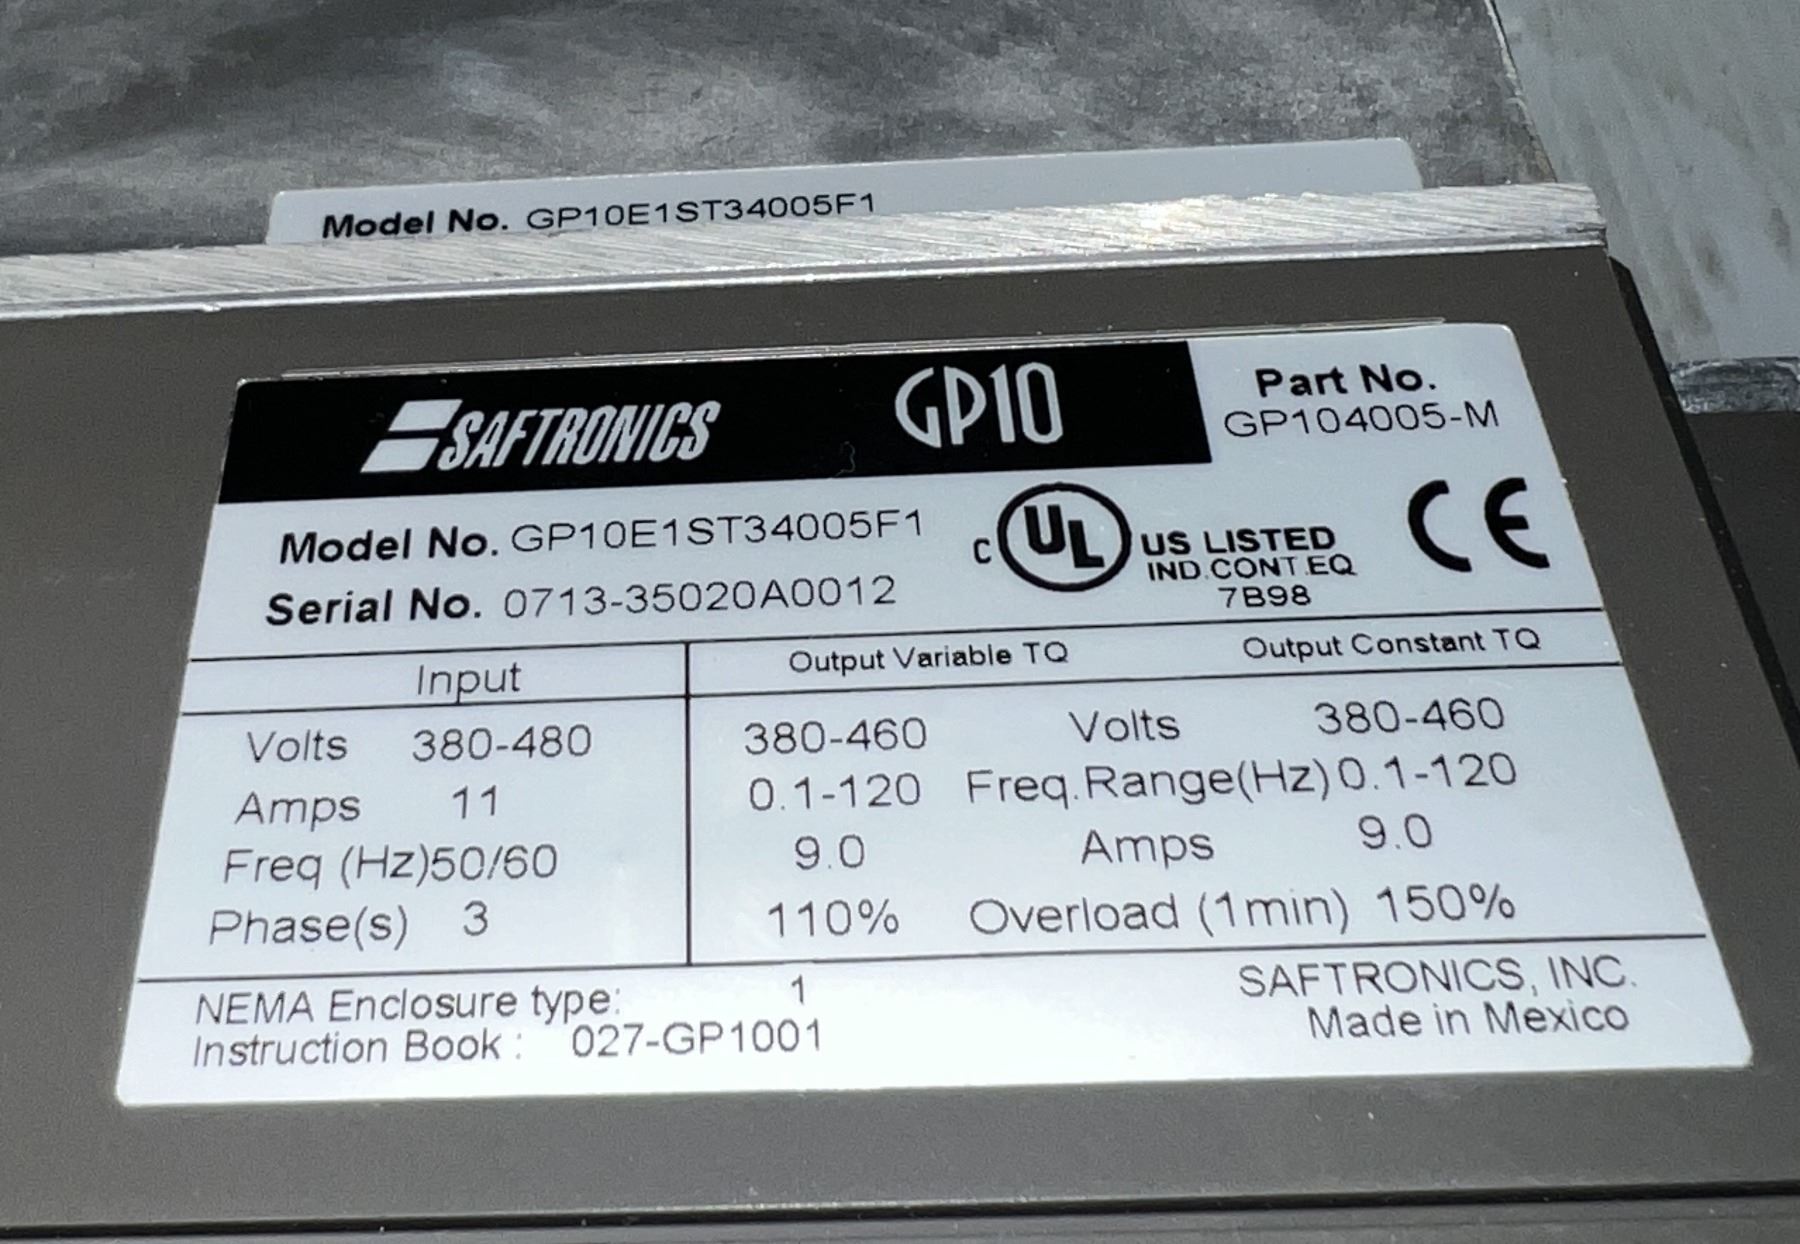 Model No. GP10E1ST34005F1
SAFTRONICS GP10
Part No.
GP104005-M
Model No. GP10E1ST34005F1
Serial No. 0713-35020A0012
C UL US LISTED
IND.CONT.EQ
7B98
CE
Input Output Variable TQ Output Constant TQ
Volts 380-480 380-460 Volts 380-460
Amps 11 0.1-120 Freq.Range(Hz) 0.1-120
Freq (Hz)50/60 9.0 Amps 9.0
Phase(s) 3 110% Overload (1min) 150%
NEMA Enclosure type: 1
Instruction Book : 027-GP1001
SAFTRONICS, INC.
Made in Mexico